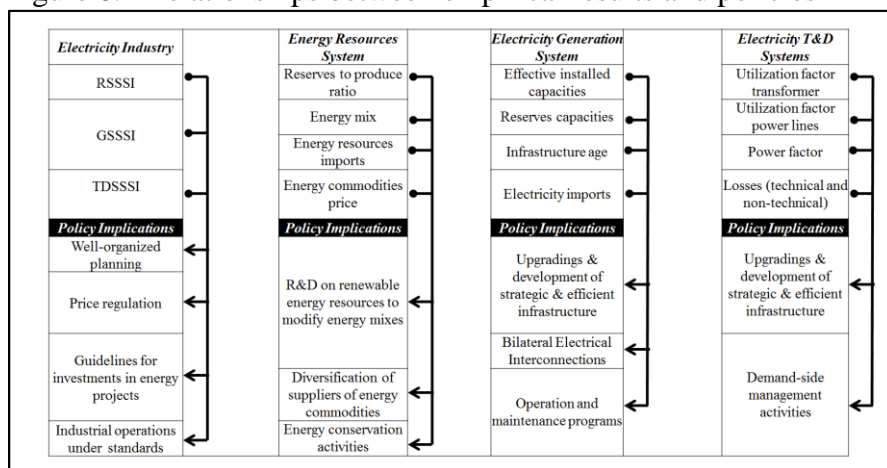 between empirical results and policies
Electricity Industry
RSSSI
GSSSI
TDSSSI
Policy Implications
Well-organized
planning
Price regulation
Guidelines for
investments in energy
projects
Industrial operations
under standards
Energy Resources
System
Reserves to produce
ratio
Energy mix
Energy resources
imports
Energy commodities
price
Policy Implications
R&D on renewable
energy resources to
modify energy mixes
Diversification of
suppliers of energy
commodities
Energy conservation
activities
Electricity Generation
System
Effective installed
capacities
Reserves capacities
Infrastructure age
Electricity imports
Policy Implications
Upgradings &
development of
strategic & efficient
infrastructure
Bilateral Electrical
Interconnections
Operation and
maintenance programs
Electricity T&D
Systems
Utilization factor
transformer
Utilization factor
power lines
Power factor
Losses (technical and
non-technical)
Policy Implications
Upgradings &
development of
strategic & efficient
infrastructure
Demand-side
management
activities